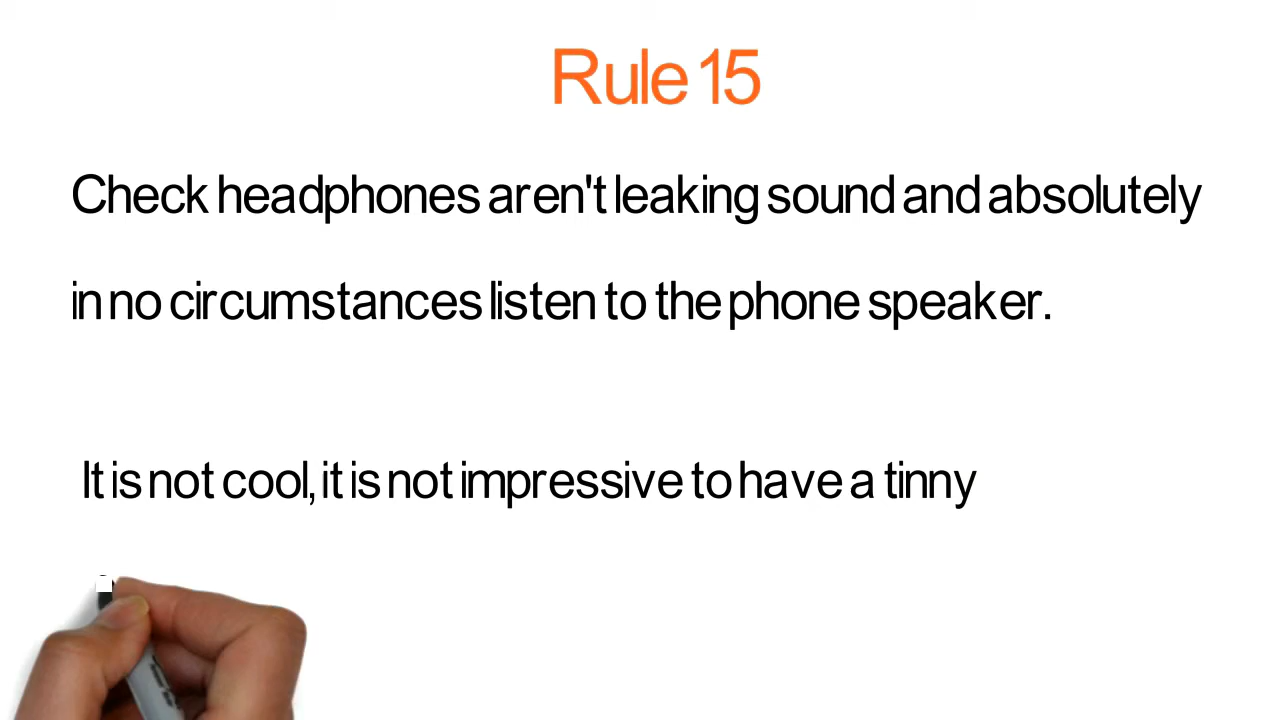 Rule 15
Check headphones aren't leaking sound and absolutely
in no circumstances listen to the phone speaker.
It is not cool, it is not impressive to have a tinny